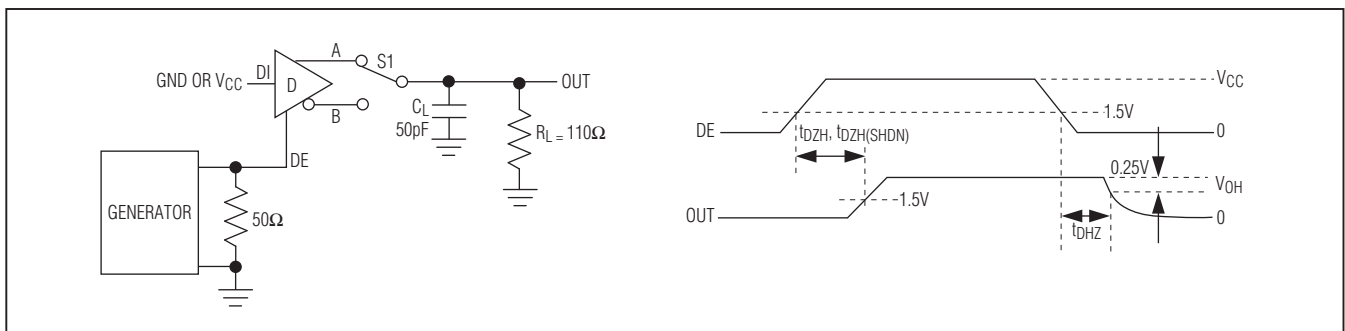 GND OR VCC
DI
D
A
S1
OUT
B
CL
50pF
RL = 110Ω
DE
GENERATOR
50Ω
VCC
1.5V
DE
0
tDZH, tDZH(SHDN)
0.25V
VOH
1.5V
OUT
0
tDHZ